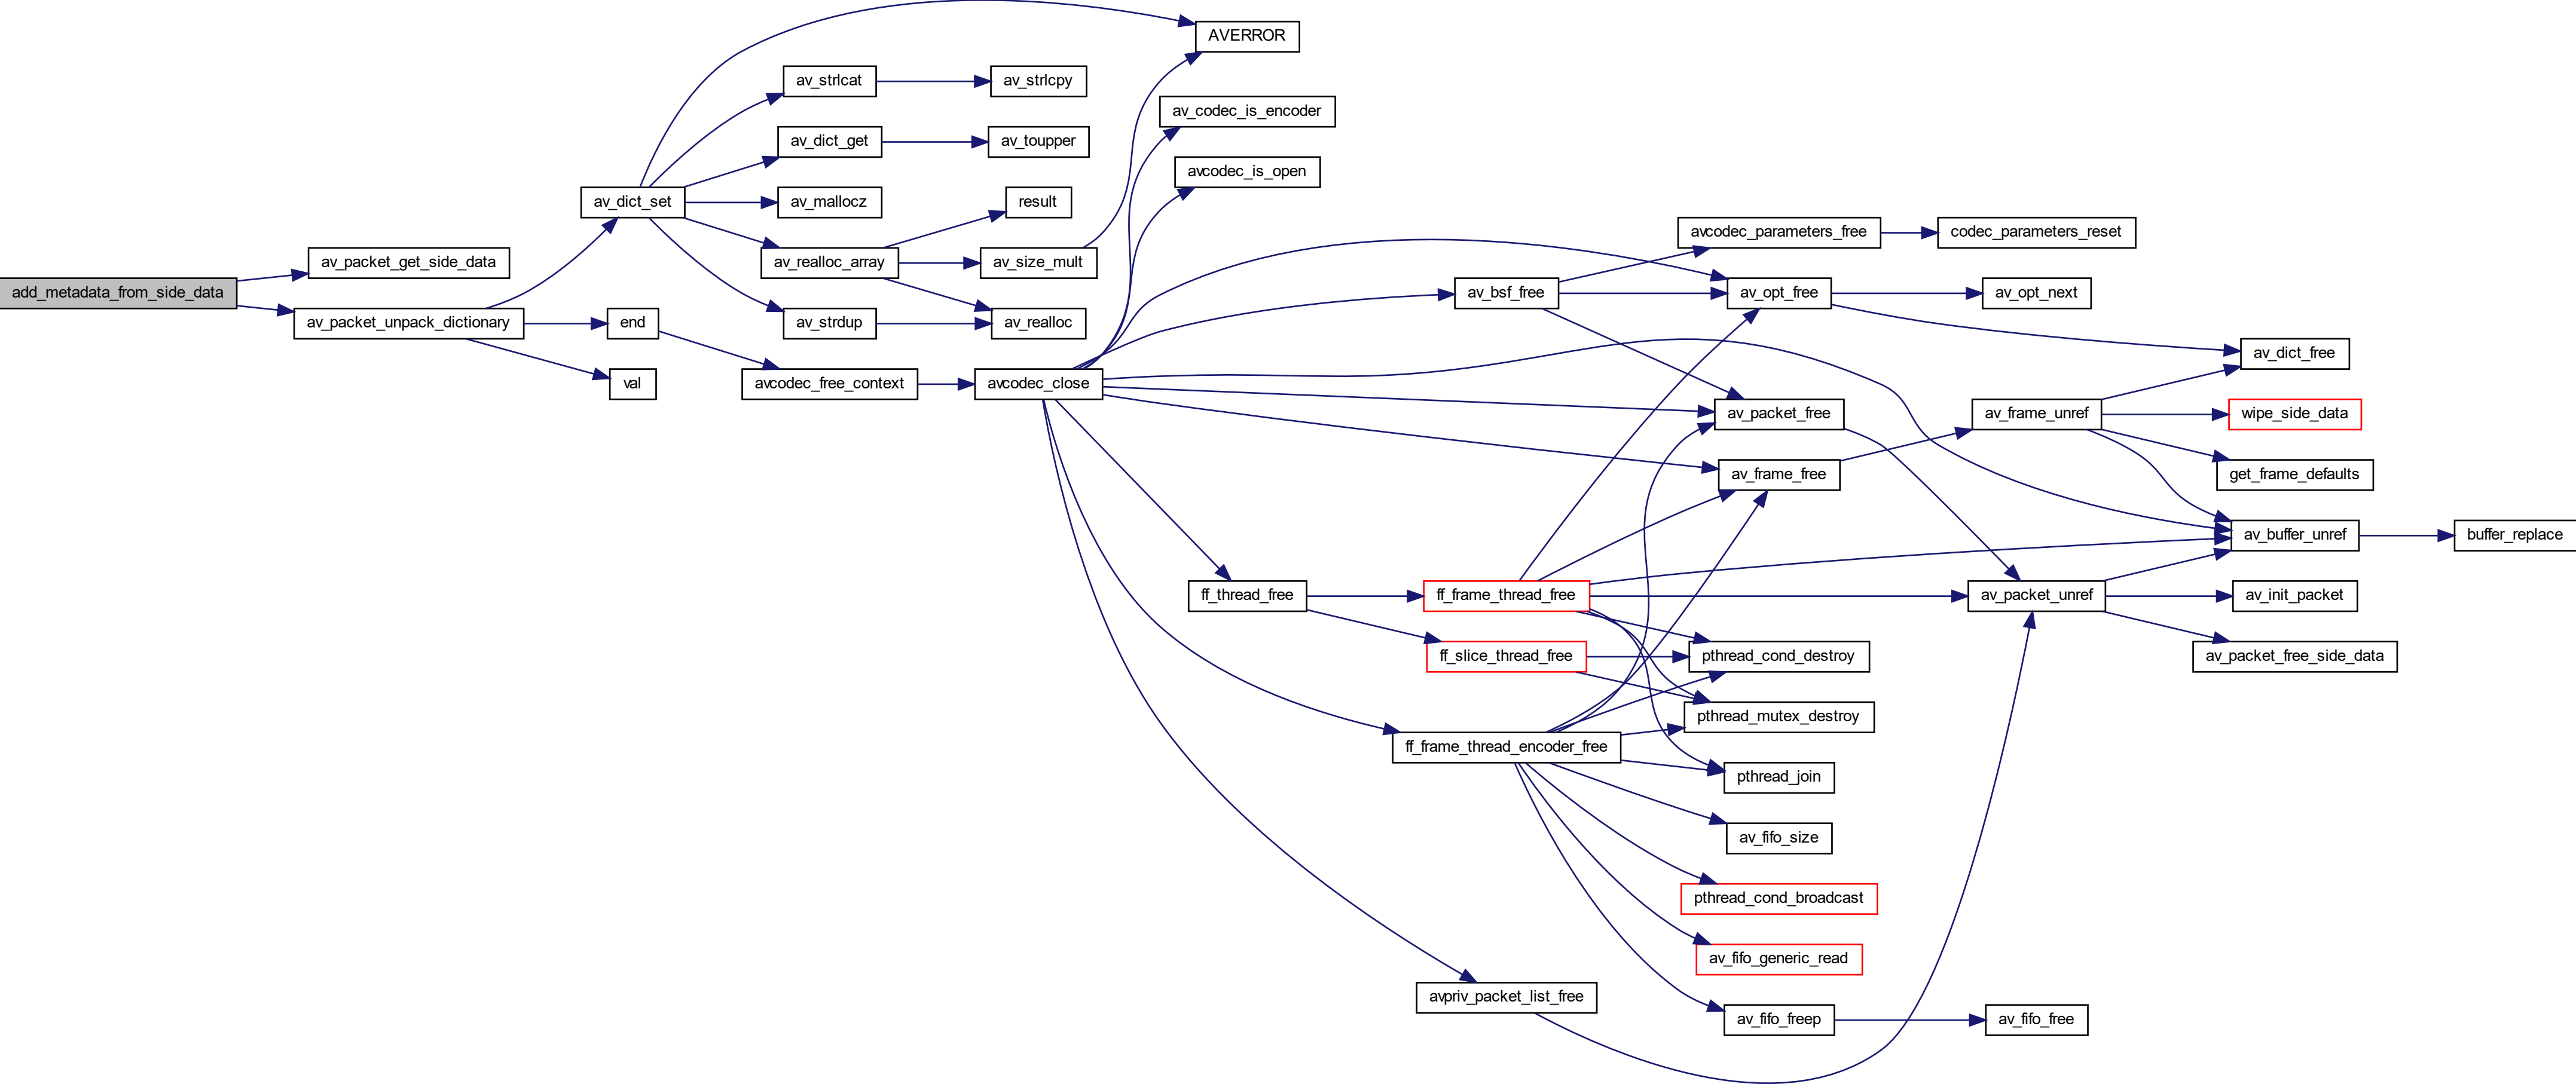 add_metadata_from_side_data
av_packet_get_side_data
av_packet_unpack_dictionary
av_dict_set
end
val
av_strlcat
av_dict_get
av_mallocz
av_realloc_array
av_strdup
avcodec_free_context
av_strlcpy
av_toupper
result
av_size_mult
av_realloc
avcodec_close
AVERROR
av_codec_is_encoder
avcodec_is_open
ff_thread_free
av_bsf_free
ff_frame_thread_free
ff_slice_thread_free
ff_frame_thread_encoder_free
avpriv_packet_list_free
avcodec_parameters_free
av_opt_free
av_packet_free
av_frame_free
pthread_cond_destroy
pthread_mutex_destroy
pthread_join
av_fifo_size
pthread_cond_broadcast
av_fifo_generic_read
av_fifo_freep
codec_parameters_reset
av_opt_next
av_frame_unref
av_packet_unref
av_fifo_free
av_dict_free
wipe_side_data
get_frame_defaults
av_buffer_unref
av_init_packet
av_packet_free_side_data
buffer_replace